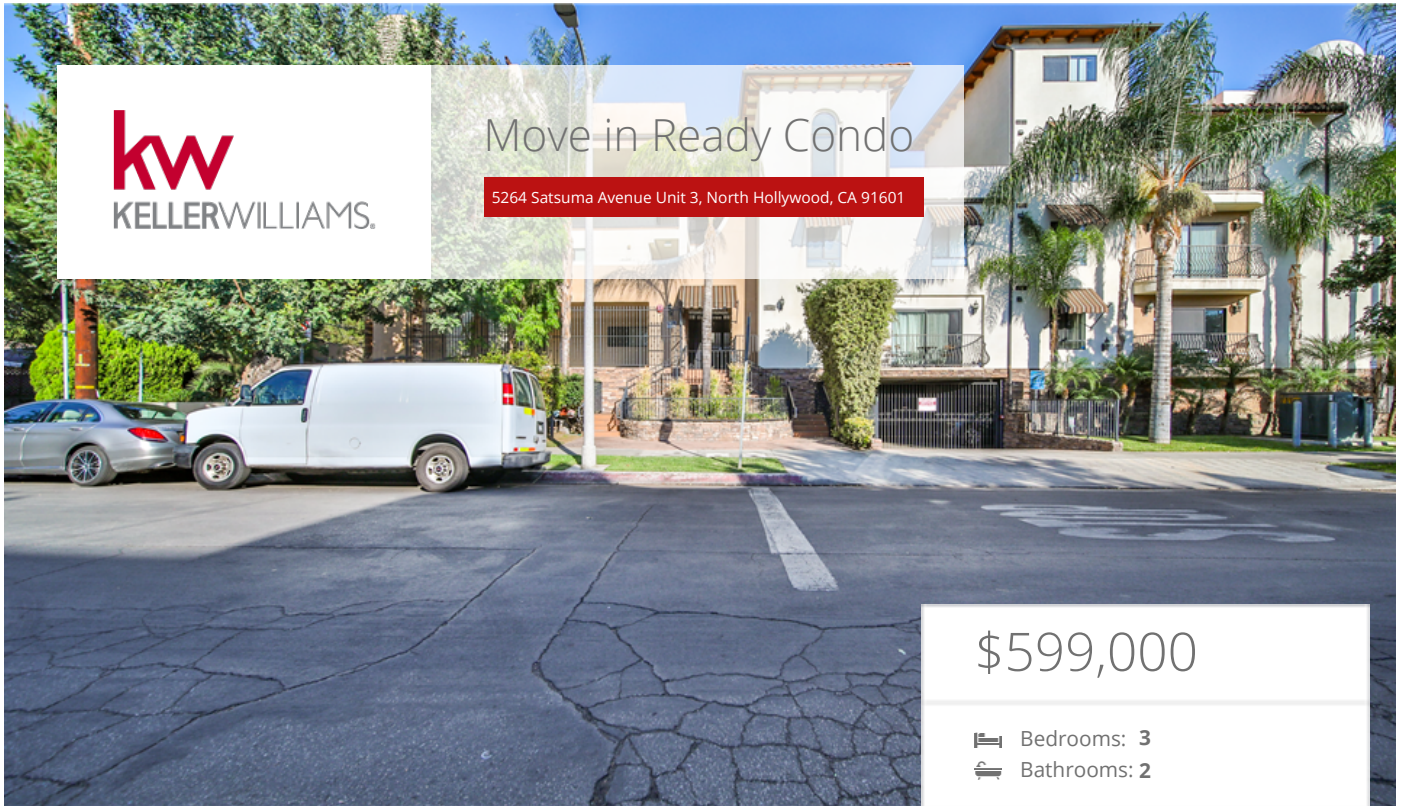 kw
KELLERWILLIAMS®
Move in Ready Condo
5264 Satsuma Avenue Unit 3, North Hollywood, CA 91601
$599,000
Bedrooms: 3
Bathrooms: 2